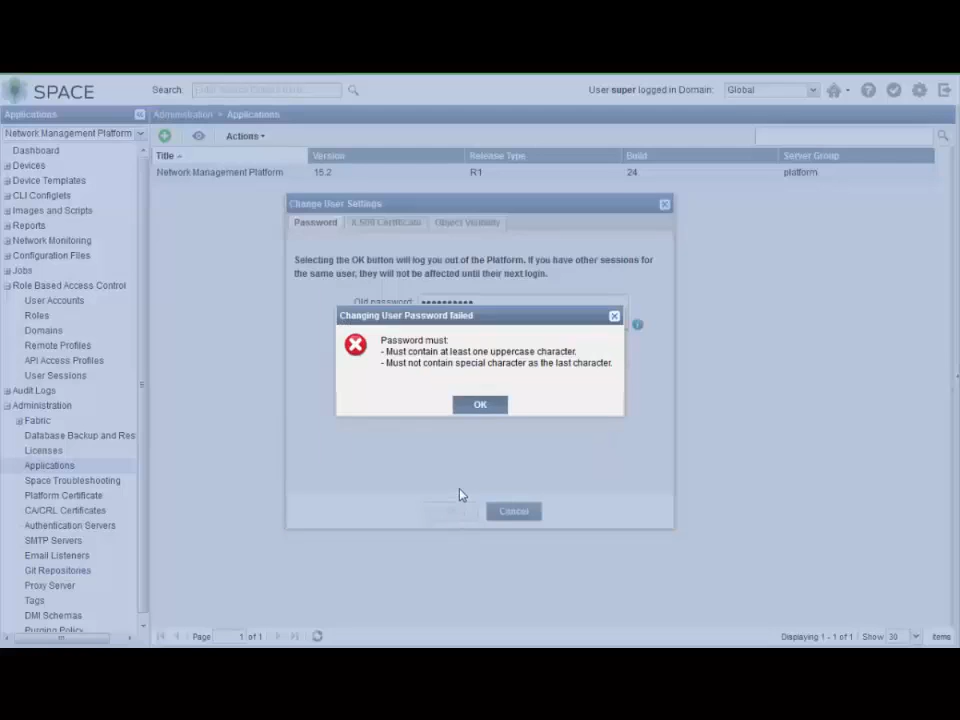 SPACE
Search:
User super logged in Domain:
Global
Applications
Administration > Applications
Network Management Platform
Actions
Title
Version
Release Type
Build
Server Group
Network Management Platform
15.2
R1
24
platform
Dashboard
Devices
Device Templates
CLI Configlets
Images and Scripts
Reports
Network Monitoring
Configuration Files
Jobs
Role Based Access Control
User Accounts
Roles
Domains
Remote Profiles
API Access Profiles
User Sessions
Audit Logs
Administration
Fabric
Database Backup and Res
Licenses
Applications
Space Troubleshooting
Platform Certificate
CA/CRL Certificates
Authentication Servers
SMTP Servers
Email Listeners
Git Repositories
Proxy Server
Tags
DMI Schemas
Purging Policy
Change User Settings
Password
X.509 Certificate
Object Visibility
Selecting the OK button will log you out of the Platform. If you have other sessions for
the same user, they will not be affected until their next login.
Old password:
Changing User Password failed
Password must:
- Must contain at least one uppercase character.
- Must not contain special character as the last character.
OK
Cancel
Page
1 of 1
Displaying 1 - 1 of 1
Show
30
items